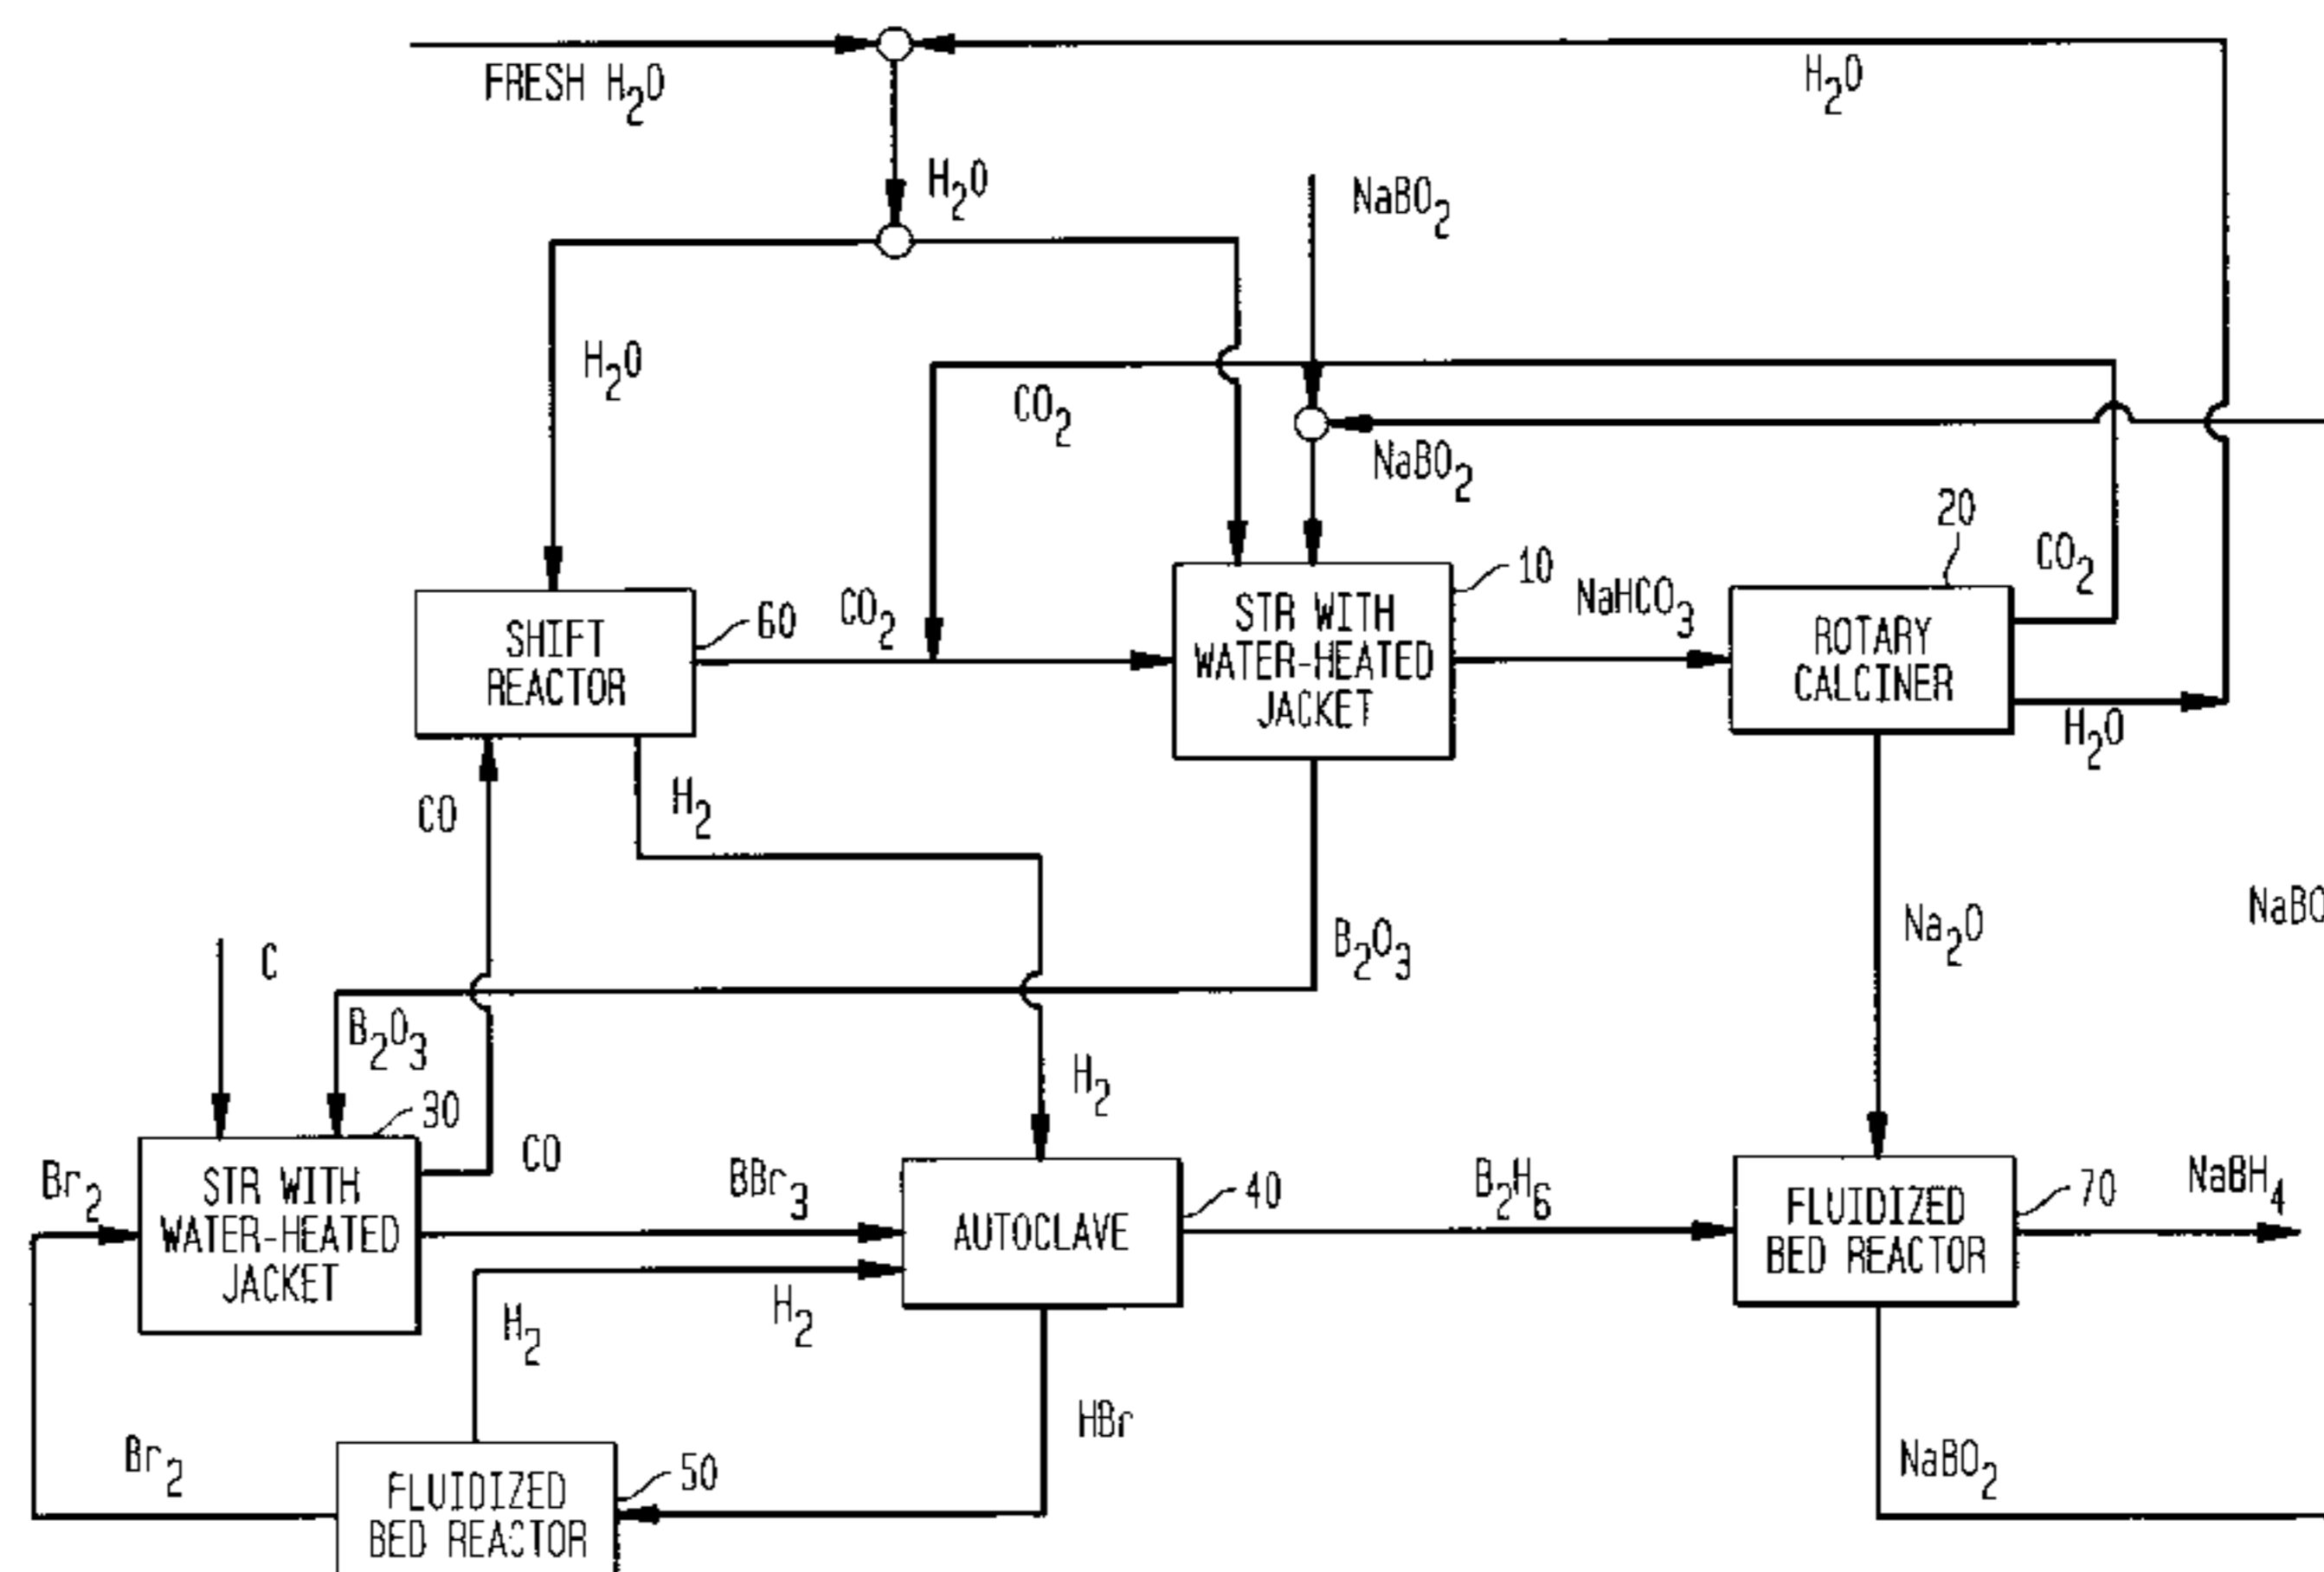 FRESH H2O
H2O
H2O
NaBO2
H2O
CO2
NaBO2
20
CO2
10
NaHCO3
60
CO2
SHIFT
REACTOR
STR WITH
WATER-HEATED
JACKET
ROTARY
CALCINER
H2O
CO
H2
B2O3
Na2O
NaBO
C
B2O3
H2
30
CO
Br2
STR WITH
WATER-HEATED
JACKET
BBr3
40
AUTOCLAVE
B2H6
70
FLUIDIZED
BED REACTOR
NaBH4
H2
H2
HBr
Br2
50
FLUIDIZED
BED REACTOR
NaBO2